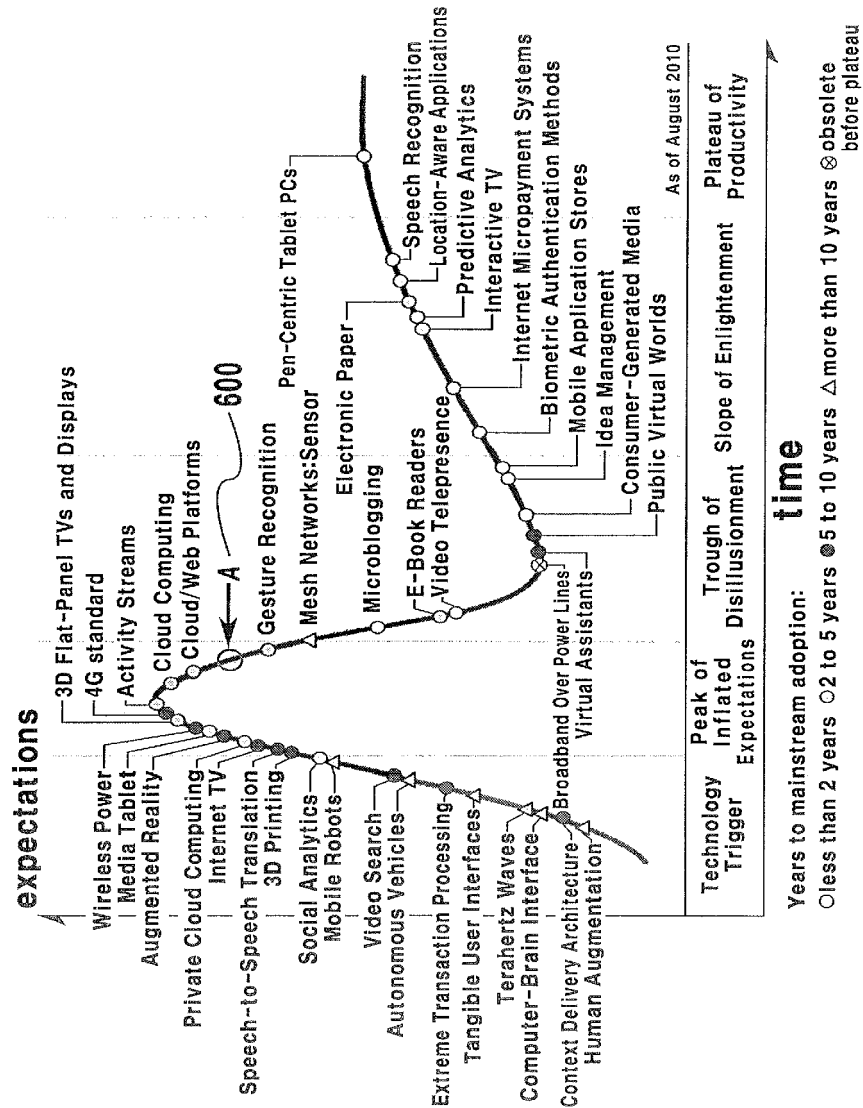 expectations
3D Flat-Panel TVs and Displays
4G standard
Activity Streams
Wireless Power
Media Tablet
Augmented Reality
Cloud Computing
Cloud/Web Platforms
Private Cloud Computing
Internet TV
Speech-to-Speech Translation
3D Printing
Social Analytics
Mobile Robots
Video Search
Autonomous Vehicles
Extreme Transaction Processing
Tangible User Interfaces
Terahertz Waves
Computer-Brain Interface
Context Delivery Architecture
Human Augmentation
A
600
Gesture Recognition
Mesh Networks:Sensor
Microblogging
E-Book Readers
Video Telepresence
Broadband Over Power Lines
Virtual Assistants
Pen-Centric Tablet PCs
Electronic Paper
Speech Recognition
Location-Aware Applications
Predictive Analytics
Interactive TV
Internet Micropayment Systems
Biometric Authentication Methods
Mobile Application Stores
Idea Management
Consumer-Generated Media
Public Virtual Worlds
As of August 2010
Technology
Trigger
Peak of
Inflated
Expectations
Trough of
Disillusionment
Slope of Enlightenment
Plateau of
Productivity
time
Years to mainstream adoption:
○less than 2 years ○2 to 5 years ●5 to 10 years △more than 10 years ⊗obsolete
before plateau